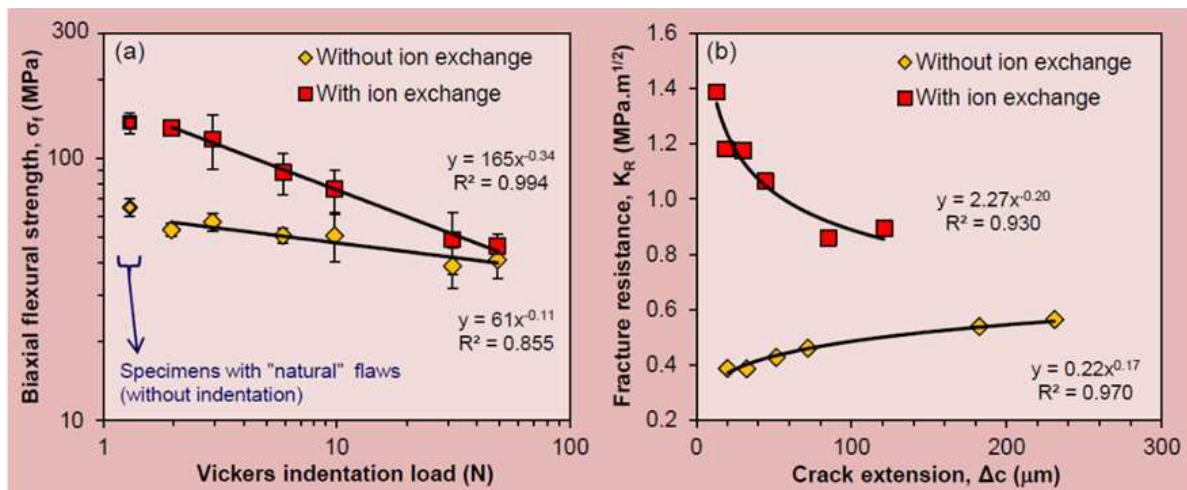 300
(a)
Without ion exchange
With ion exchange
100
y = 165x⁻⁰·³⁴
R² = 0.994
y = 61x⁻⁰·¹¹
R² = 0.855
Specimens with "natural" flaws
(without indentation)
10
1
10
100
Vickers indentation load (N)
Biaxial flexural strength, σf (MPa)
(b)
Without ion exchange
With ion exchange
1.6
1.4
1.2
1.0
0.8
0.6
0.4
0.2
y = 2.27x⁻⁰·²⁰
R² = 0.930
y = 0.22x⁰·¹⁷
R² = 0.970
0
100
200
300
Crack extension, Δc (μm)
Fracture resistance, KR (MPa.m¹/²)